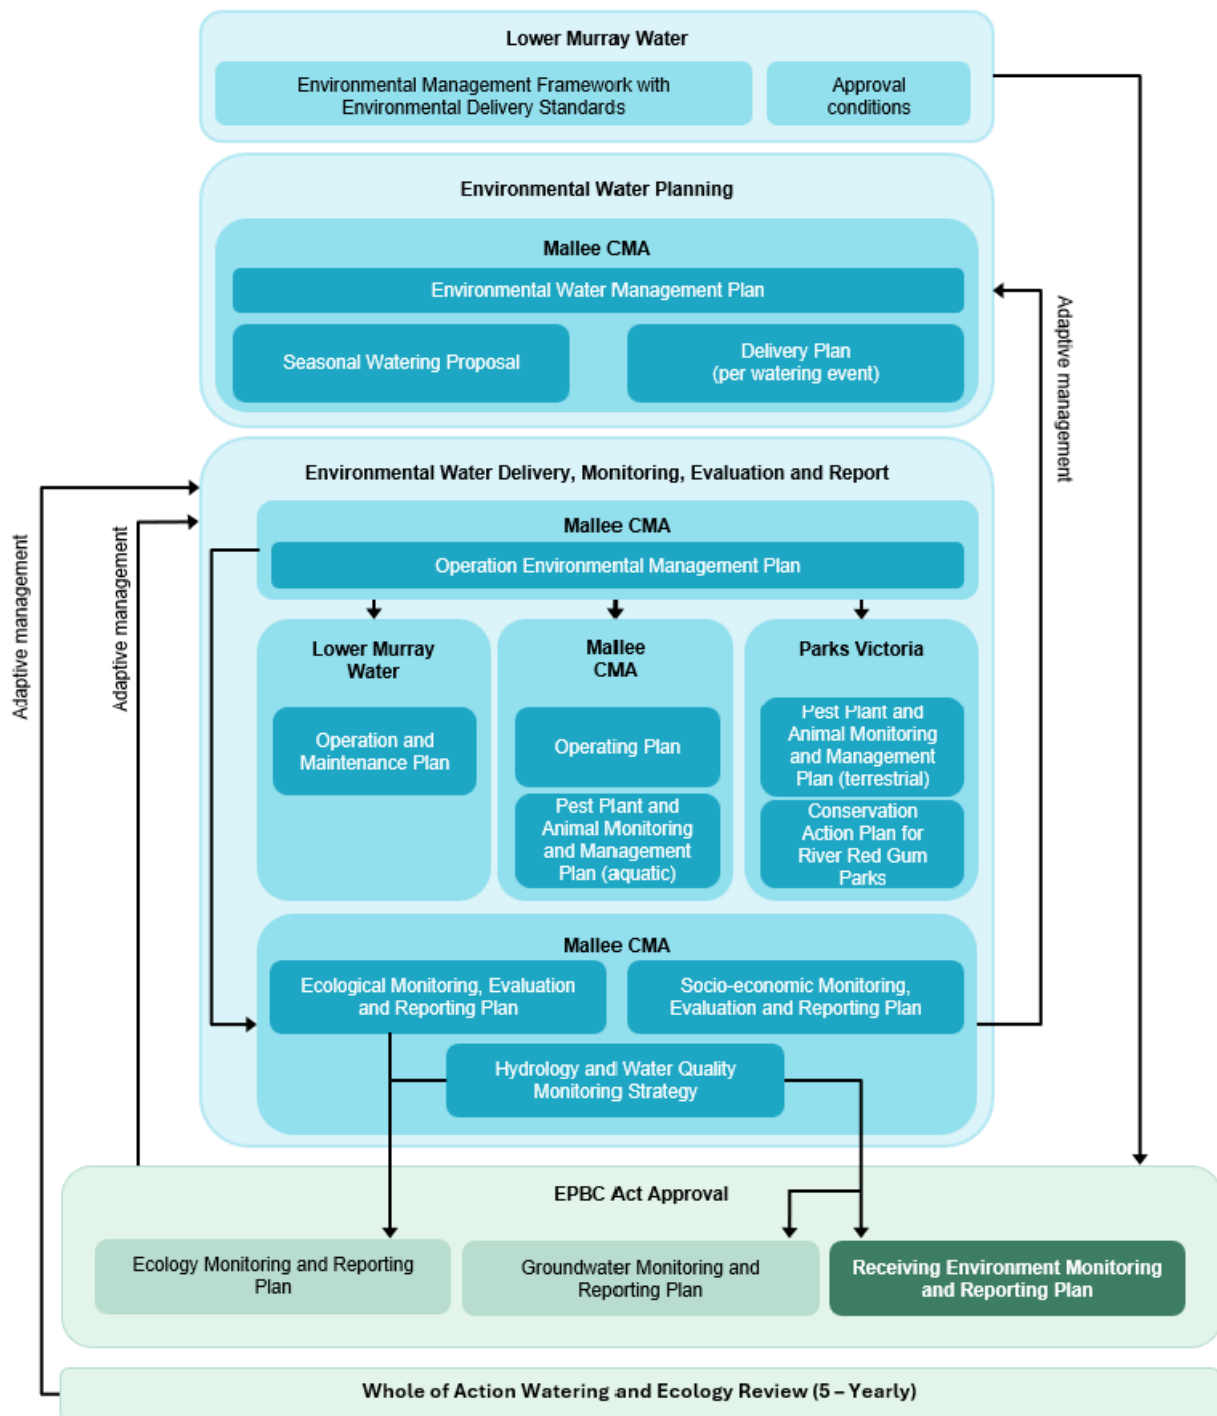 Lower Murray Water
Environmental Management Framework with
Environmental Delivery Standards
Approval
conditions
Environmental Water Planning
Mallee CMA
Environmental Water Management Plan
Seasonal Watering Proposal
Delivery Plan
(per watering event)
Adaptive management
Environmental Water Delivery, Monitoring, Evaluation and Report
Mallee CMA
Operation Environmental Management Plan
Adaptive management
Adaptive management
Lower Murray
Water
Operation and
Maintenance Plan
Mallee
CMA
Operating Plan
Pest Plant and
Animal Monitoring
and Management
Plan (aquatic)
Parks Victoria
Pest Plant and
Animal Monitoring
and Management
Plan (terrestrial)
Conservation
Action Plan for
River Red Gum
Parks
Mallee CMA
Ecological Monitoring, Evaluation
and Reporting Plan
Socio-economic Monitoring,
Evaluation and Reporting Plan
Hydrology and Water Quality
Monitoring Strategy
EPBC Act Approval
Ecology Monitoring and Reporting
Plan
Groundwater Monitoring and
Reporting Plan
Receiving Environment Monitoring
and Reporting Plan
Whole of Action Watering and Ecology Review (5 – Yearly)